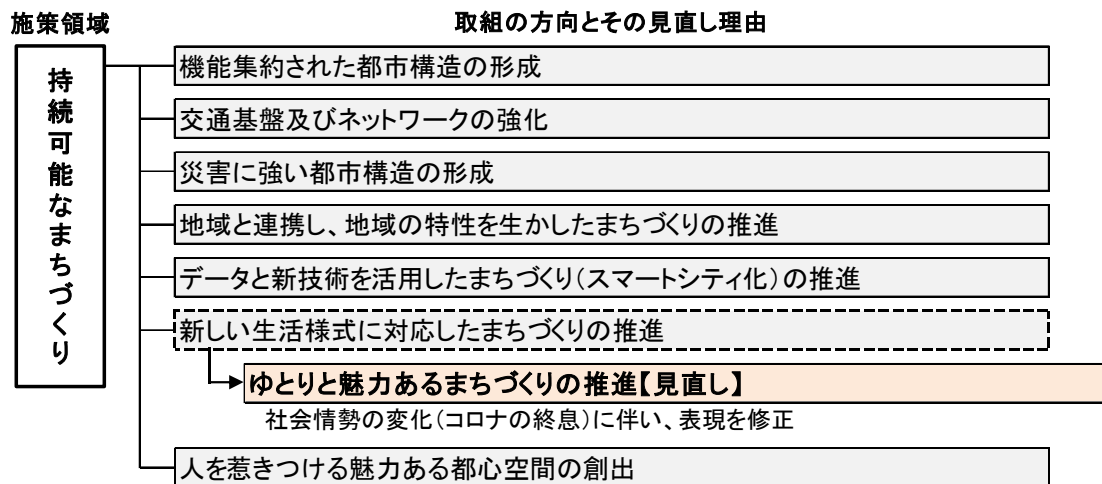 施策領域
取組の方向とその見直し理由
持続可能なまちづくり
機能集約された都市構造の形成
交通基盤及びネットワークの強化
災害に強い都市構造の形成
地域と連携し、地域の特性を生かしたまちづくりの推進
データと新技術を活用したまちづくり(スマートシティ化)の推進
新しい生活様式に対応したまちづくりの推進
ゆとりと魅力あるまちづくりの推進【見直し】
社会情勢の変化(コロナの終息)に伴い、表現を修正
人を惹きつける魅力ある都心空間の創出